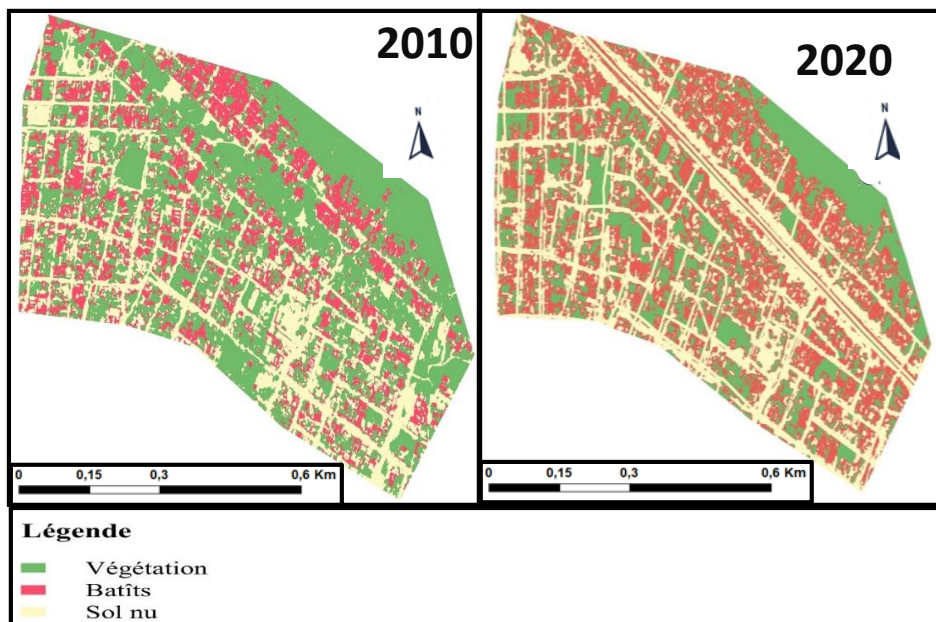 2010
N
0 0,15 0,3 0,6 Km
2020
N
0 0,15 0,3 0,6 Km
Légende
Végétation
Batîts
Sol nu